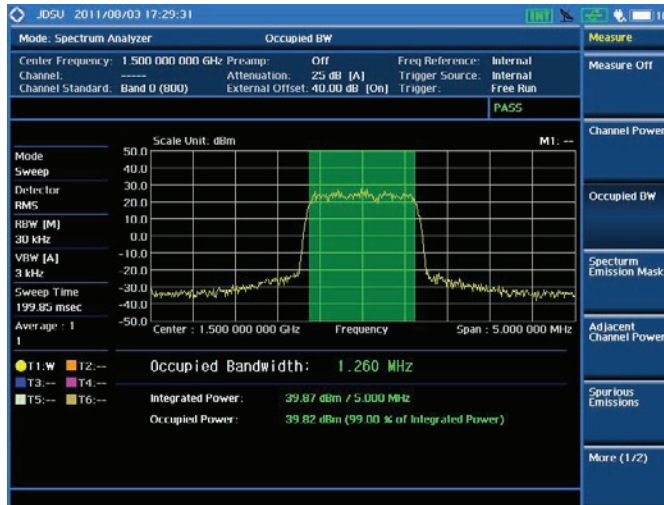 JDSU 2011/08/03 17:29:31
INT
Mode: Spectrum Analyzer Occupied BW
Center Frequency: 1.500 000 000 GHz Preamp: Off Freq Reference: Internal
Channel: ----- Attenuation: 25 dB [A] Trigger Source: Internal
Channel Standard: Band 0 (800) External Offset: 40.00 dB [On] Trigger: Free Run
PASS
Scale Unit: dBm M1: --
Mode
Sweep
Detector
RMS
RBW [M]
30 kHz
VBW [A]
3 kHz
Sweep Time
199.85 msec
Average : 1
1
T1:W T2:--
T3:-- T4:--
T5:-- T6:--
50.0
40.0
30.0
20.0
10.0
0.0
-10.0
-20.0
-30.0
-40.0
-50.0
Center : 1.500 000 000 GHz Frequency Span : 5.000 000 MHz
Occupied Bandwidth: 1.260 MHz
Integrated Power: 39.87 dBm / 5.000 MHz
Occupied Power: 39.82 dBm (99.00 % of Integrated Power)
Measure
Measure Off
Channel Power
Occupied BW
Specturm
Emission Mask
Adjacent
Channel Power
Spurious
Emissions
More (1/2)